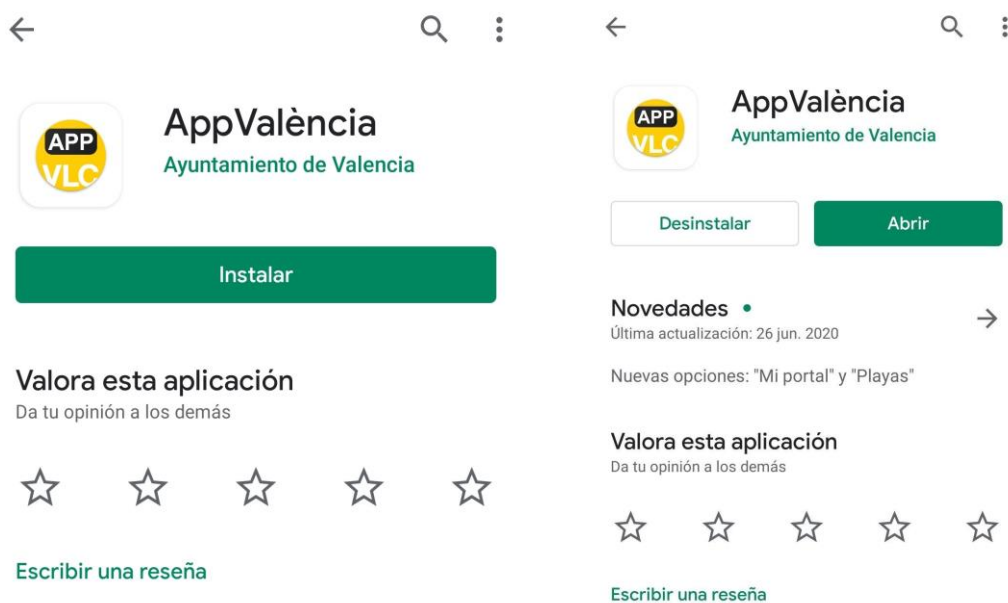 APP
VLC
AppValència
Ayuntamiento de Valencia
Instalar
Valora esta aplicación
Da tu opinión a los demás
Escribir una reseña
APP
VLC
AppValència
Ayuntamiento de Valencia
Desinstalar
Abrir
Novedades •
Última actualización: 26 jun. 2020
Nuevas opciones: "Mi portal" y "Playas"
Valora esta aplicación
Da tu opinión a los demás
Escribir una reseña